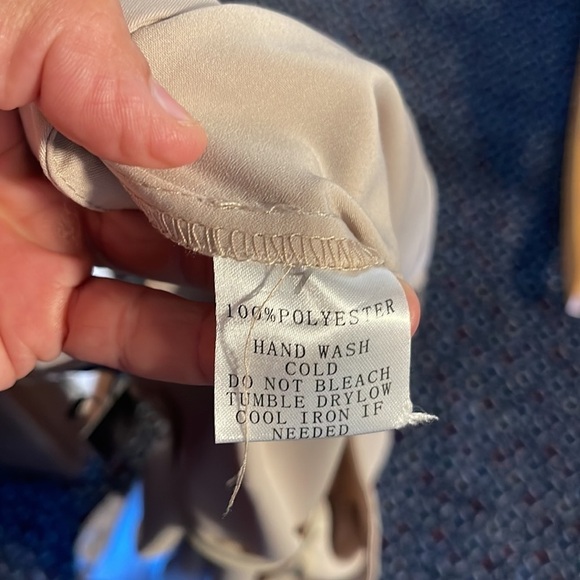 100%POLYESTER
HAND WASH
COLD
DO NOT BLEACH
TUMBLE DRYLOW
COOL IRON IF
NEEDED